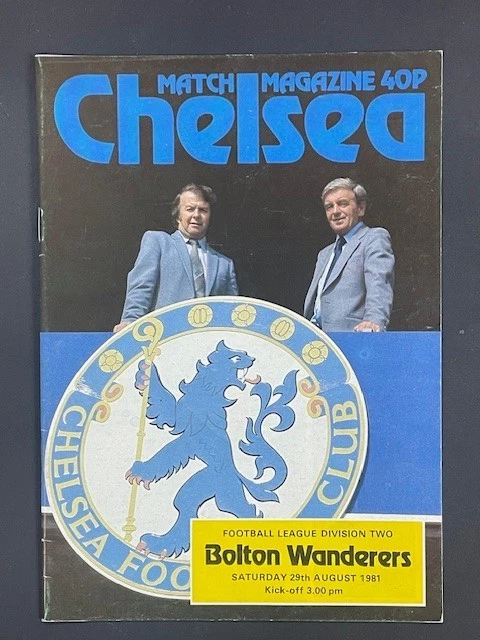 MATCH MAGAZINE 40P
Chelsea
CHELSEA FOO CLUB
FOOTBALL LEAGUE DIVISION TWO
Bolton Wanderers
SATURDAY 29th AUGUST 1981
Kick-off 3.00 pm